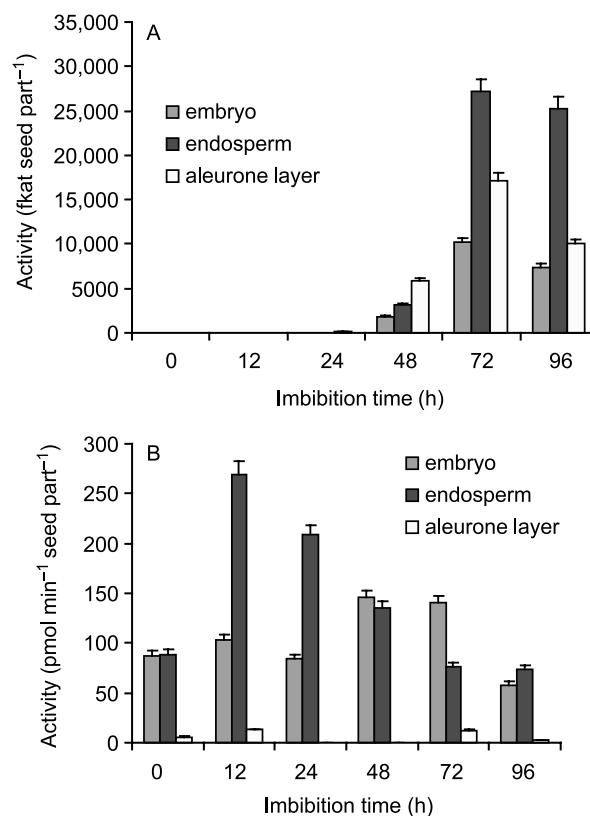 A
35,000
30,000
25,000
20,000
15,000
10,000
5000
0
Activity (fkat seed part⁻¹)
embryo
endosperm
aleurone layer
0 12 24 48 72 96
Imbibition time (h)
B
300
250
200
150
100
50
0
Activity (pmol min⁻¹ seed part⁻¹)
embryo
endosperm
aleurone layer
0 12 24 48 72 96
Imbibition time (h)